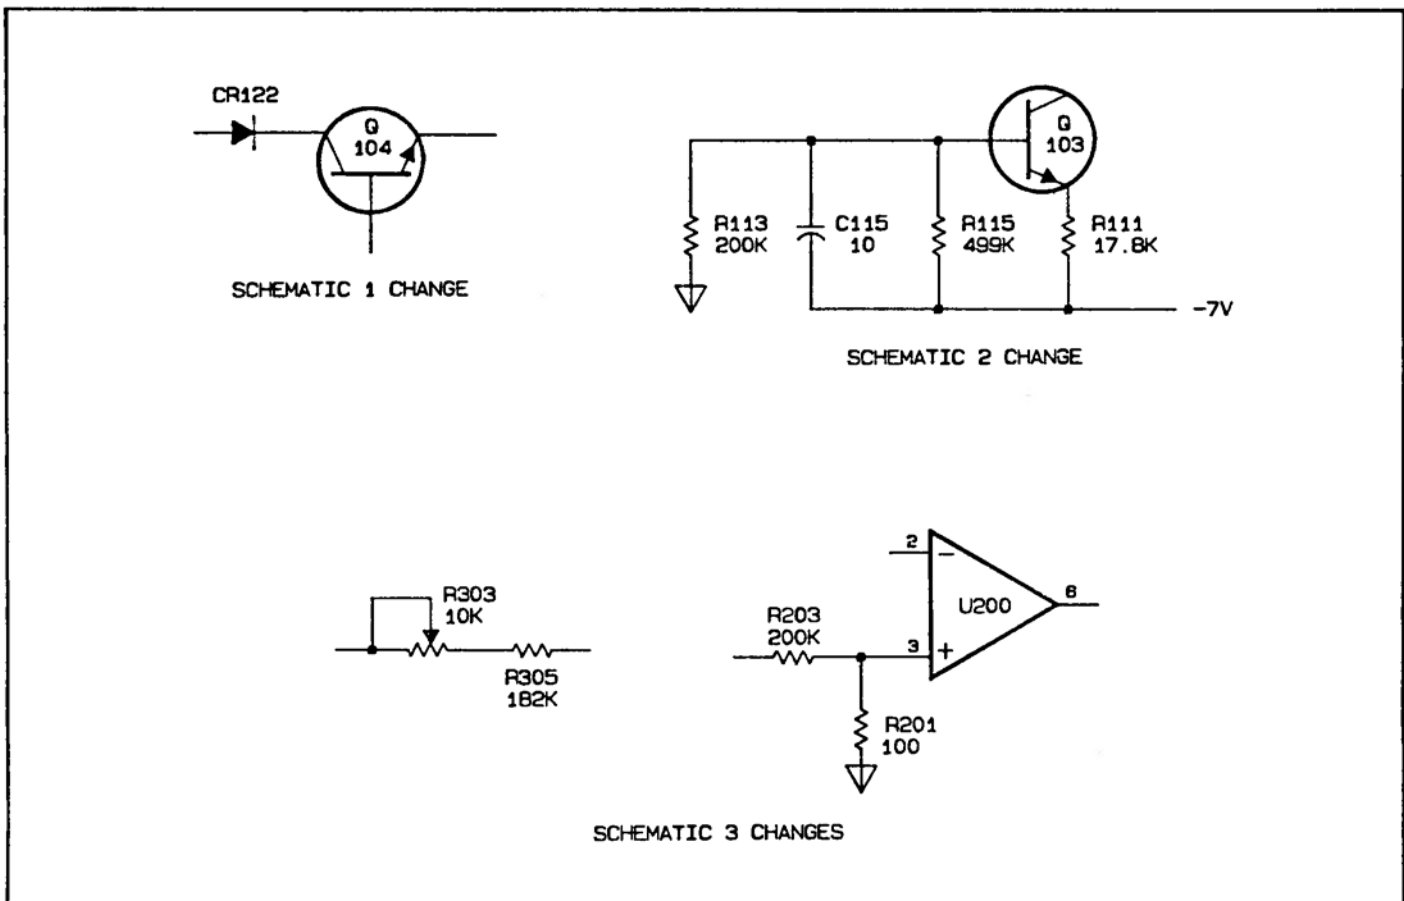 CR122
Q
104
SCHEMATIC 1 CHANGE
Q
103
R113
200K
C115
10
R115
499K
R111
17.8K
-7V
SCHEMATIC 2 CHANGE
R303
10K
R305
182K
2
-
U200
6
R203
200K
3
+
R201
100
SCHEMATIC 3 CHANGES